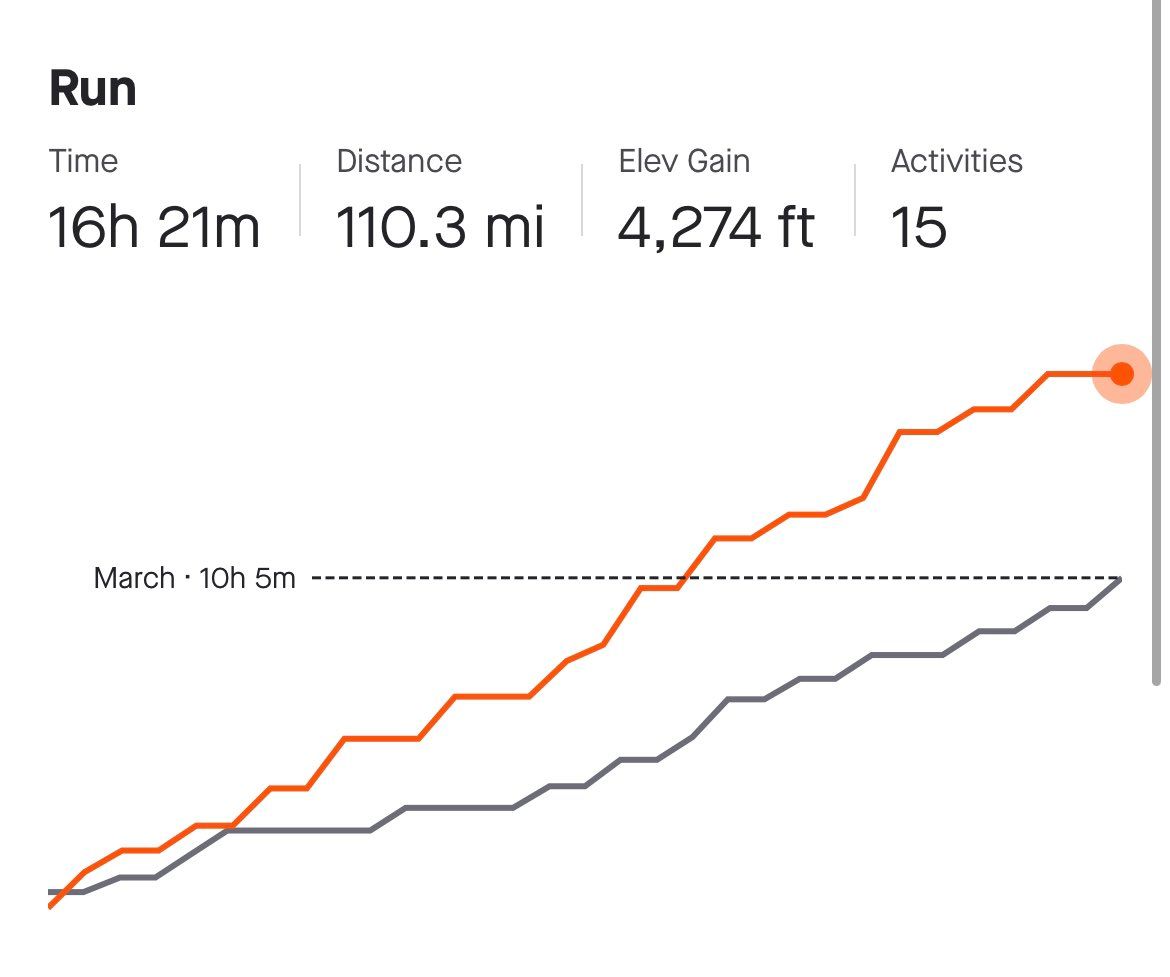 Run
Time Distance Elev Gain Activities
16h 21m 110.3 mi 4,274 ft 15
March · 10h 5m